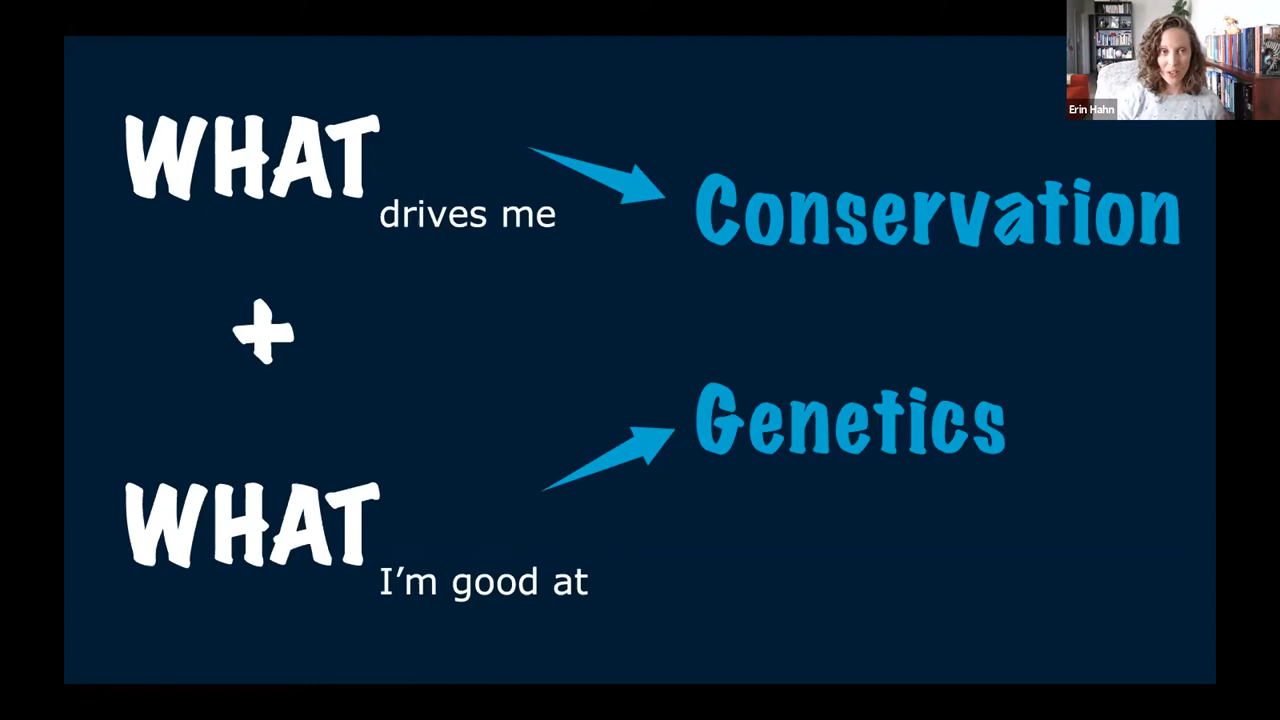 Erin Hahn
WHAT
drives me
Conservation
+
Genetics
WHAT
I'm good at